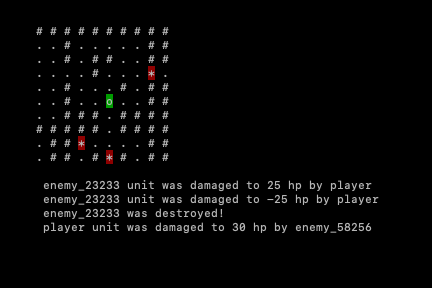 # # # # # # # # # #
. . # . . . . . # #
. . # # # # # . # #
. . . . # . . . * .
. . # . . . # . # #
. . # . . o . . # #
. . # # # . # . # #
# # # # # . # # # #
. # # * . . . . # #
. # # . # * # . # #
enemy_23233 unit was damaged to 25 hp by player
enemy_23233 unit was damaged to -25 hp by player
enemy_23233 was destroyed!
player unit was damaged to 30 hp by enemy_58256